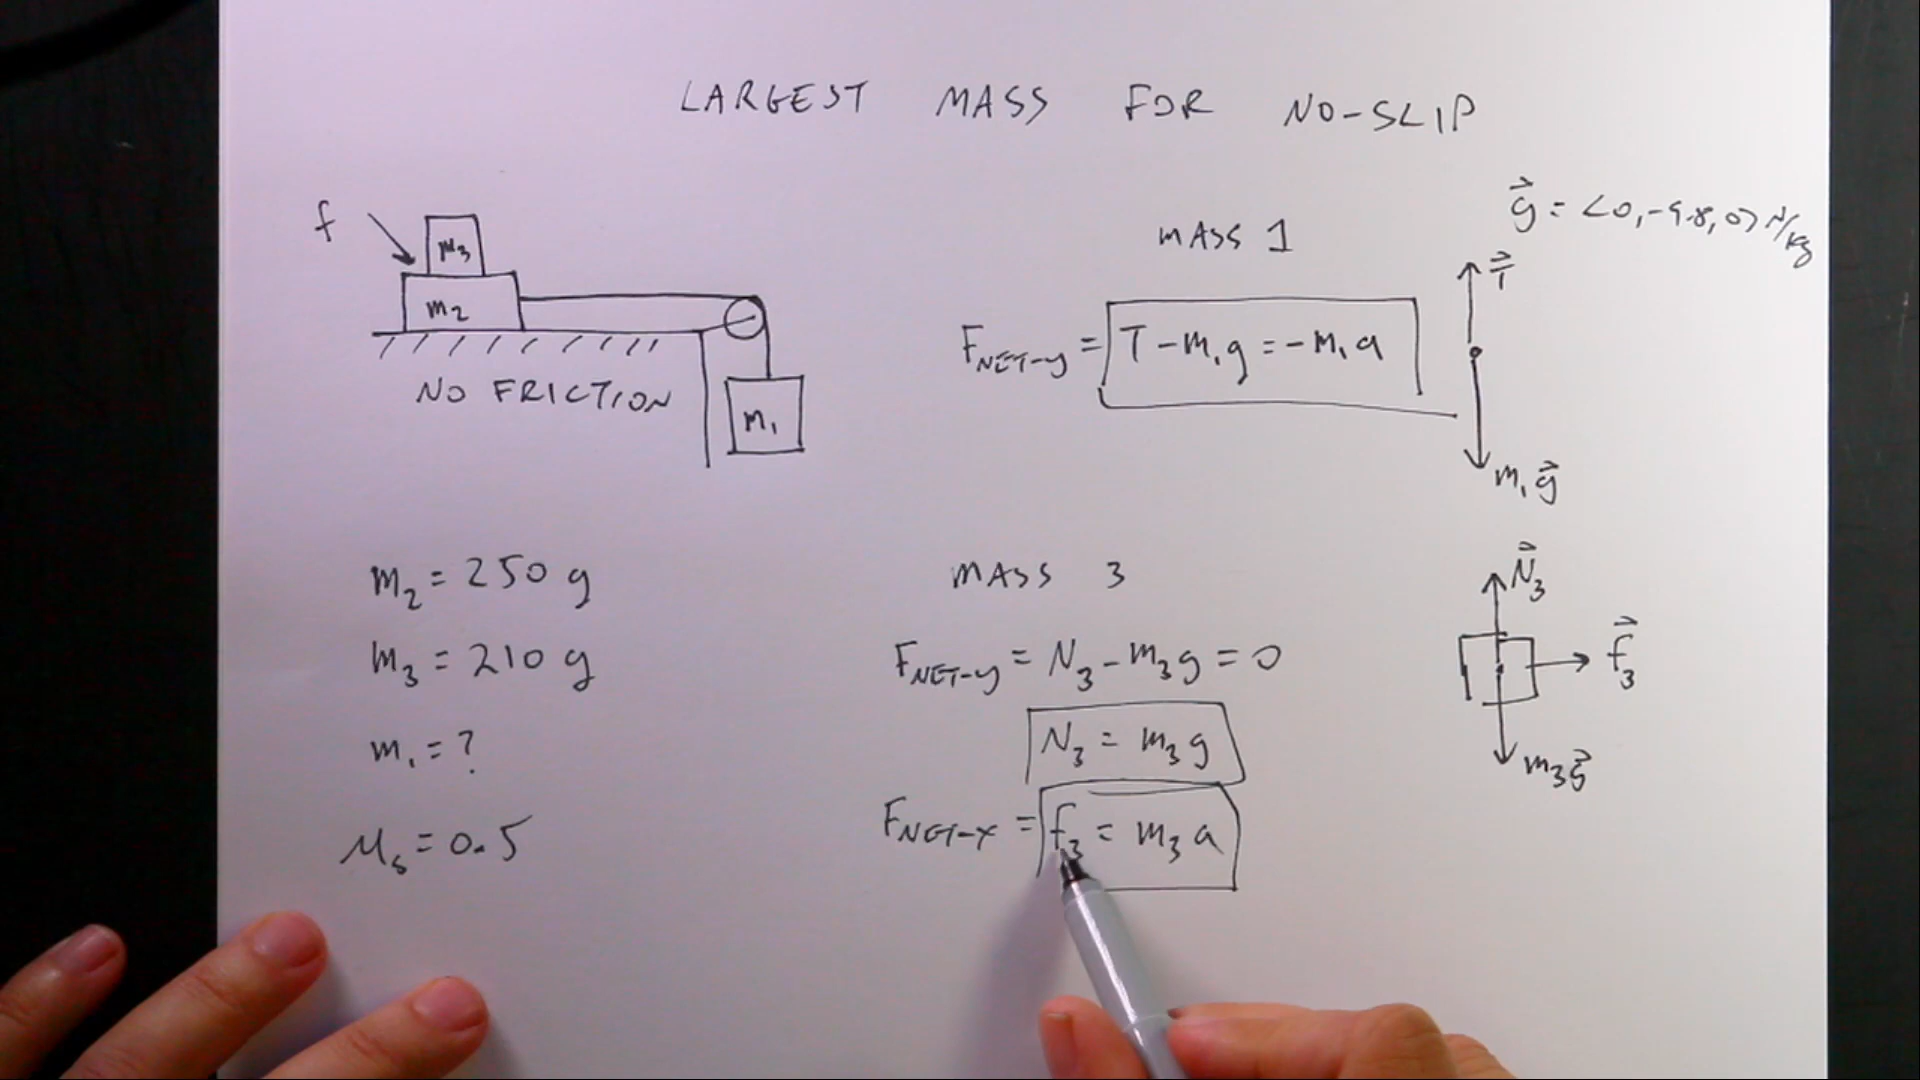 LARGEST MASS FOR NO-SLIP
f
m3
m2
NO FRICTION
m1
MASS 1
g⃗ = <0, -9.8, 0> N/kg
T⃗
FNET-y = T - m1g = -m1a
m1g⃗
m2 = 250 g
m3 = 210 g
m1 = ?
μs = 0.5
MASS 3
N⃗3
FNET-y = N3 - m3g = 0
f⃗3
N3 = m3g
m3g⃗
FNET-x = f3 = m3a